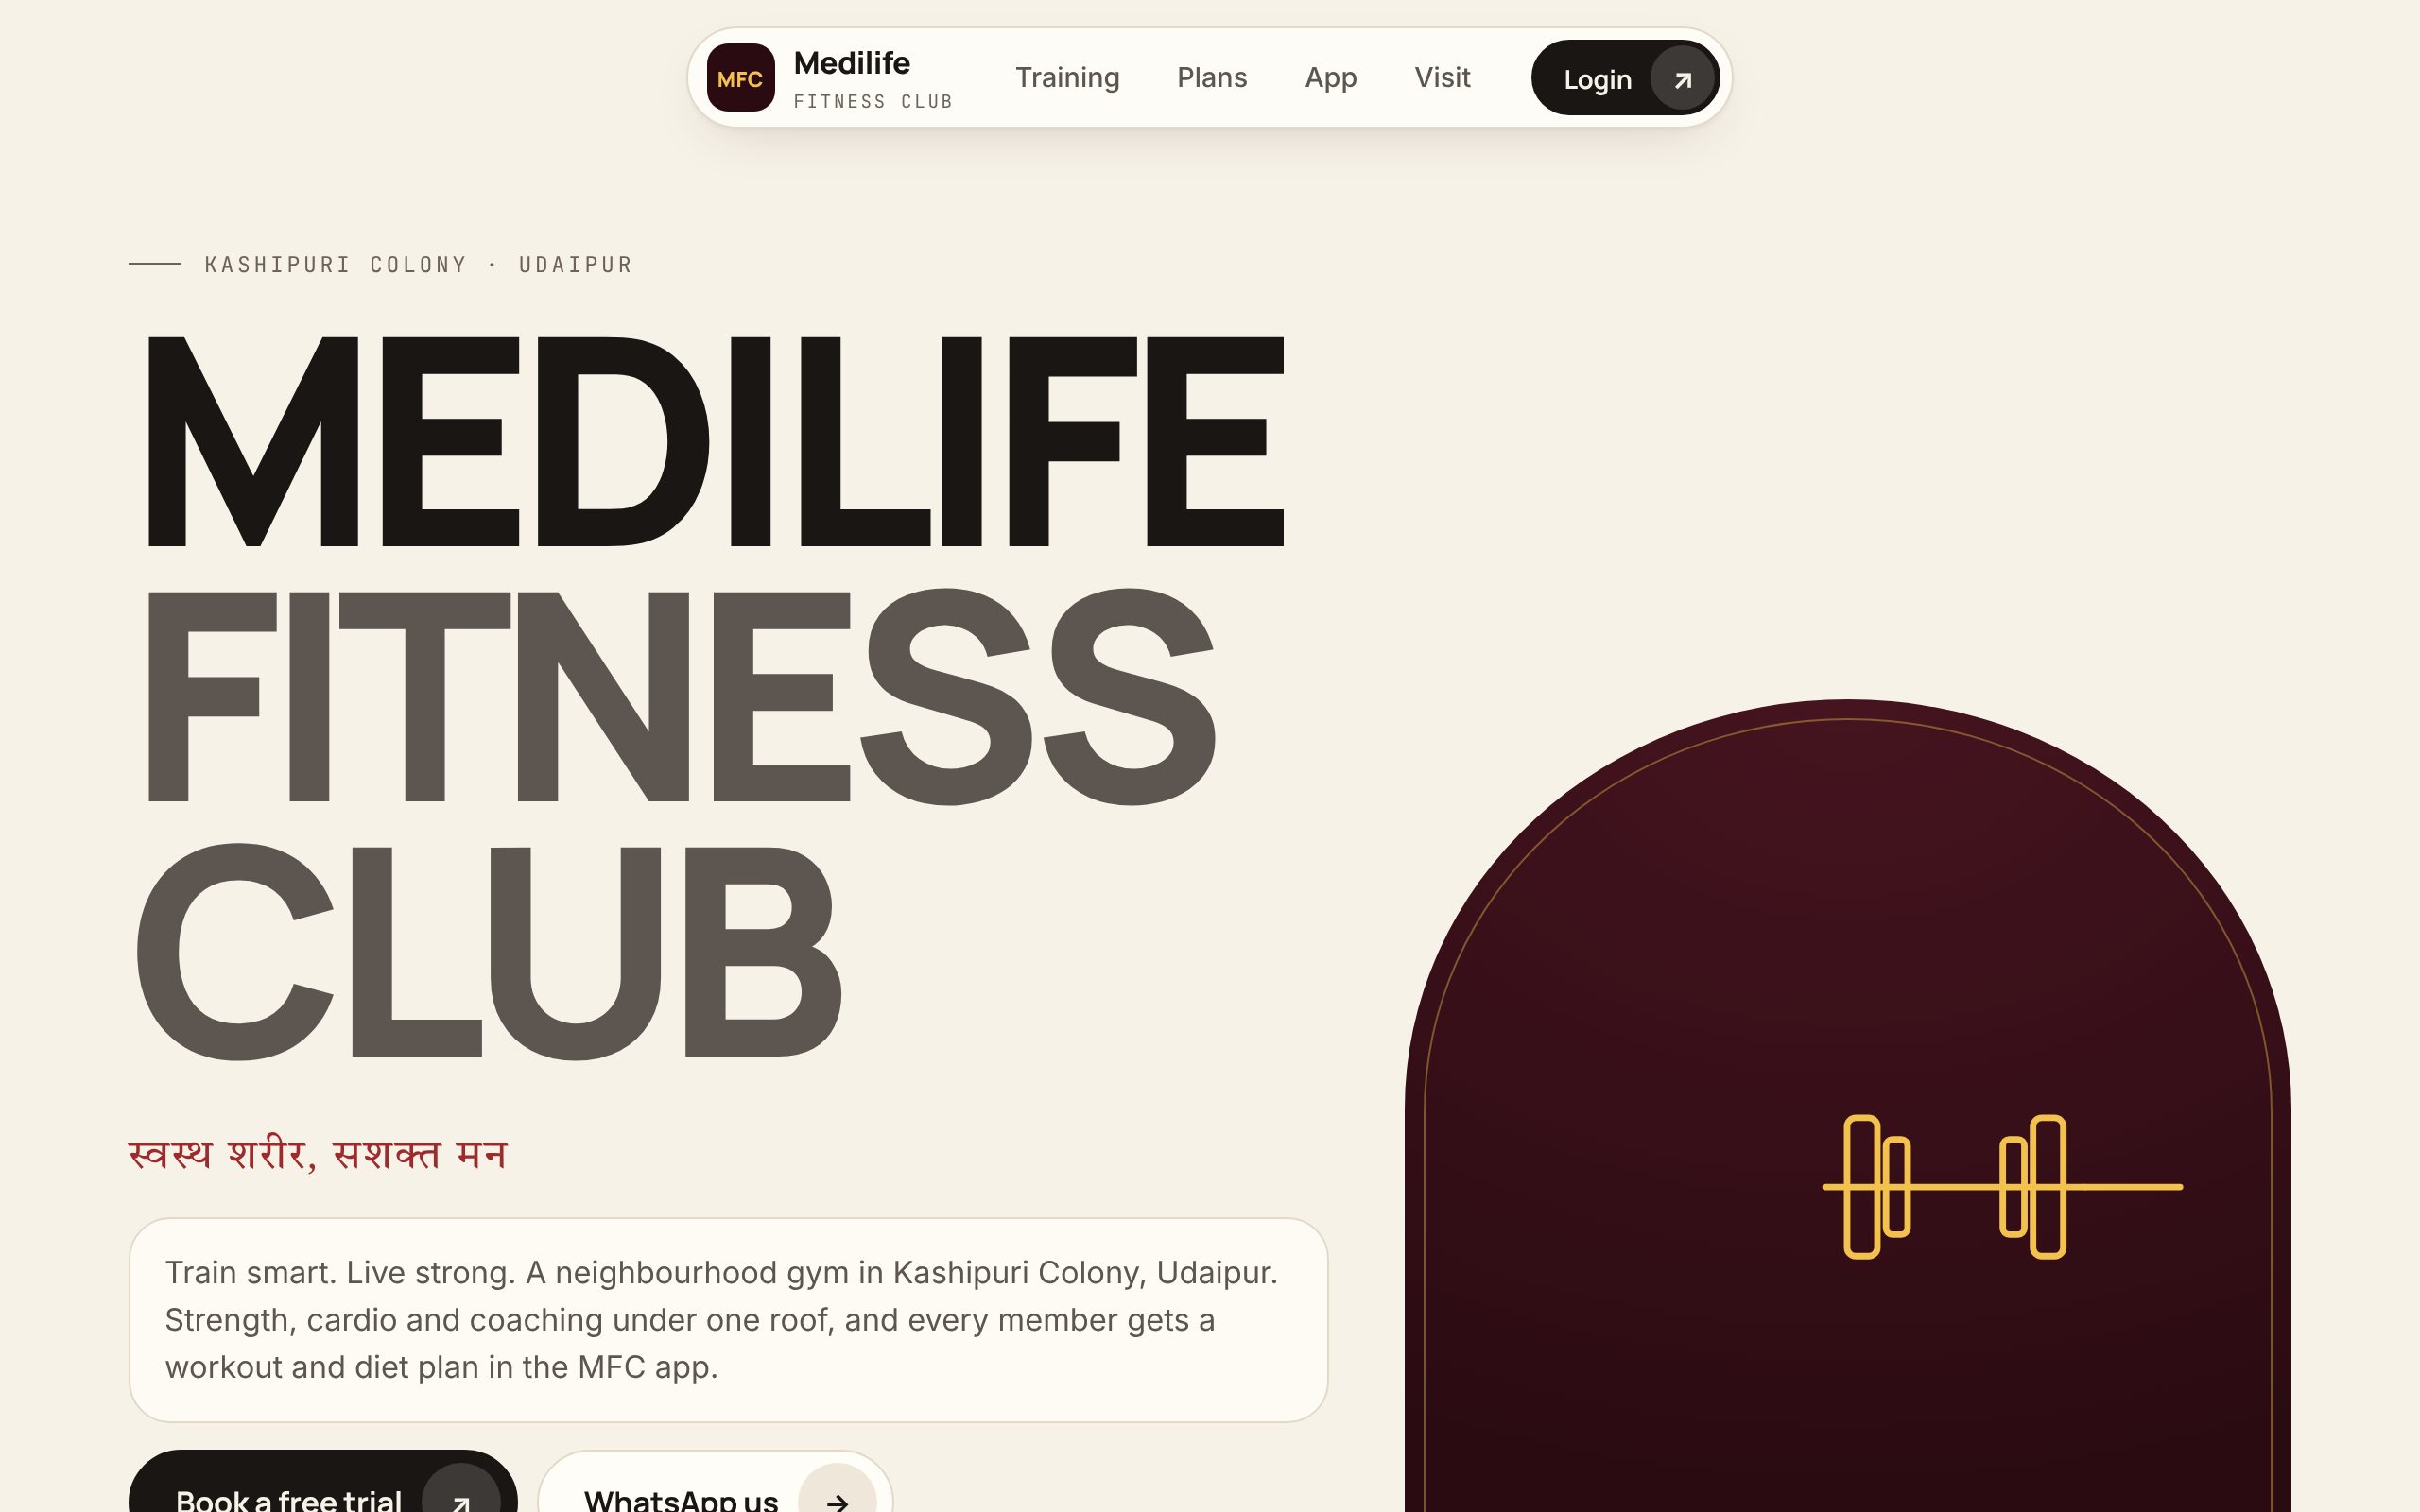 MFC
Medilife
FITNESS CLUB
Training
Plans
App
Visit
Login
KASHIPURI COLONY · UDAIPUR
MEDILIFE
FITNESS
CLUB
स्वस्थ शरीर, सशक्त मन
Train smart. Live strong. A neighbourhood gym in Kashipuri Colony, Udaipur.
Strength, cardio and coaching under one roof, and every member gets a
workout and diet plan in the MFC app.
Book a free trial
WhatsApp us